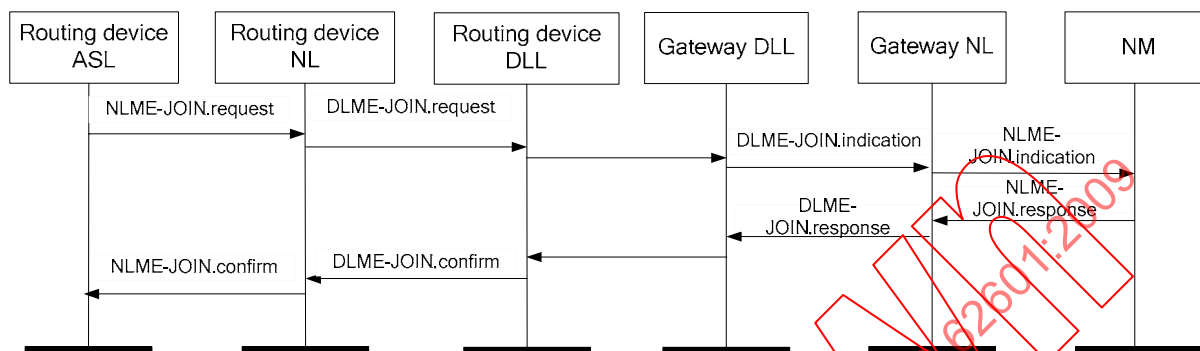 Routing device
ASL
Routing device
NL
Routing device
DLL
Gateway DLL
Gateway NL
NM
NLME-JOIN.request
DLME-JOIN.request
DLME-JOIN.indication
NLME-
JOIN.indication
NLME-
JOIN.response
DLME-
JOIN.response
DLME-JOIN.confirm
NLME-JOIN.confirm
62601:2009